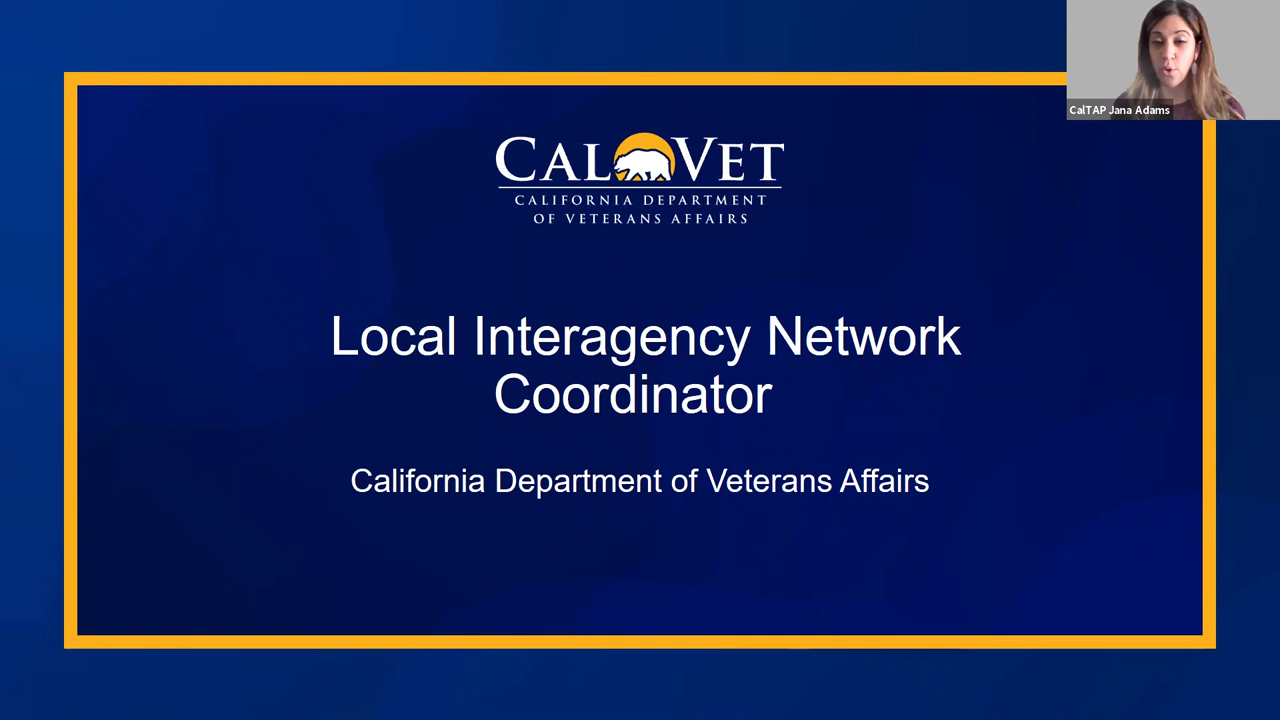 CalTAP Jana Adams
CALVET
CALIFORNIA DEPARTMENT
OF VETERANS AFFAIRS
Local Interagency Network
Coordinator
California Department of Veterans Affairs